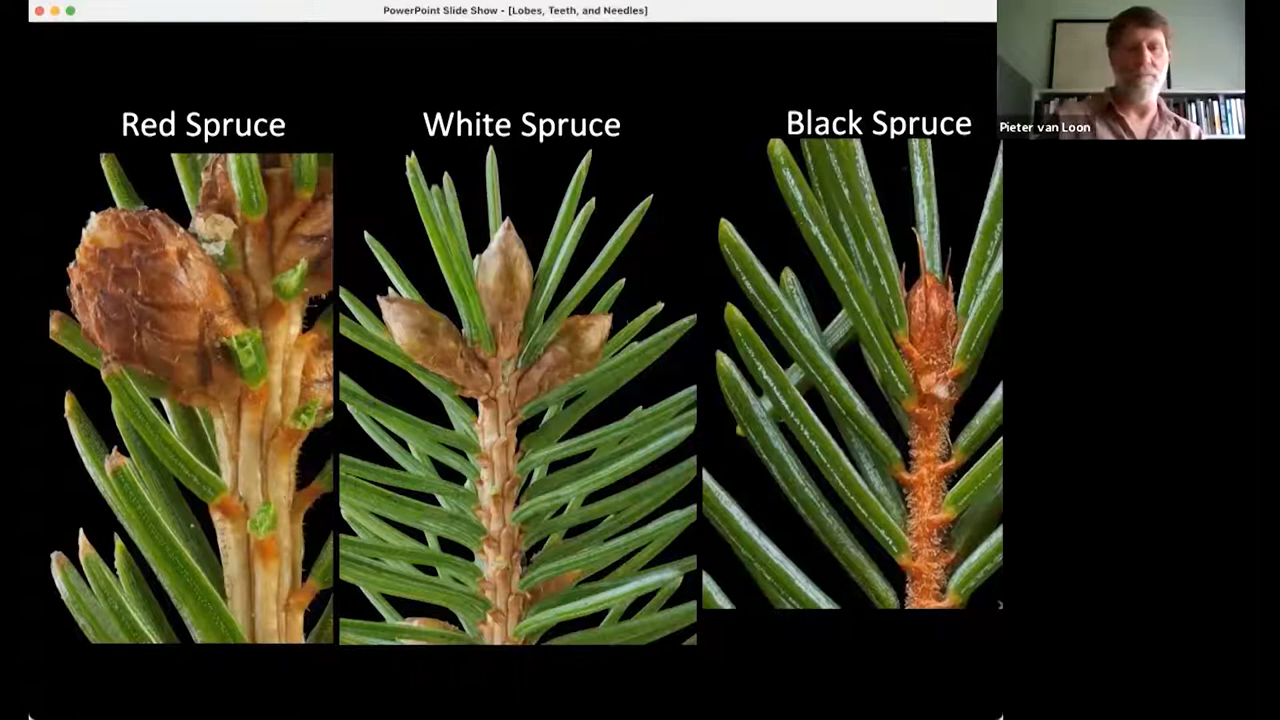 PowerPoint Slide Show - [Lobes, Teeth, and Needles]
Red Spruce
White Spruce
Black Spruce
Pieter van Loon